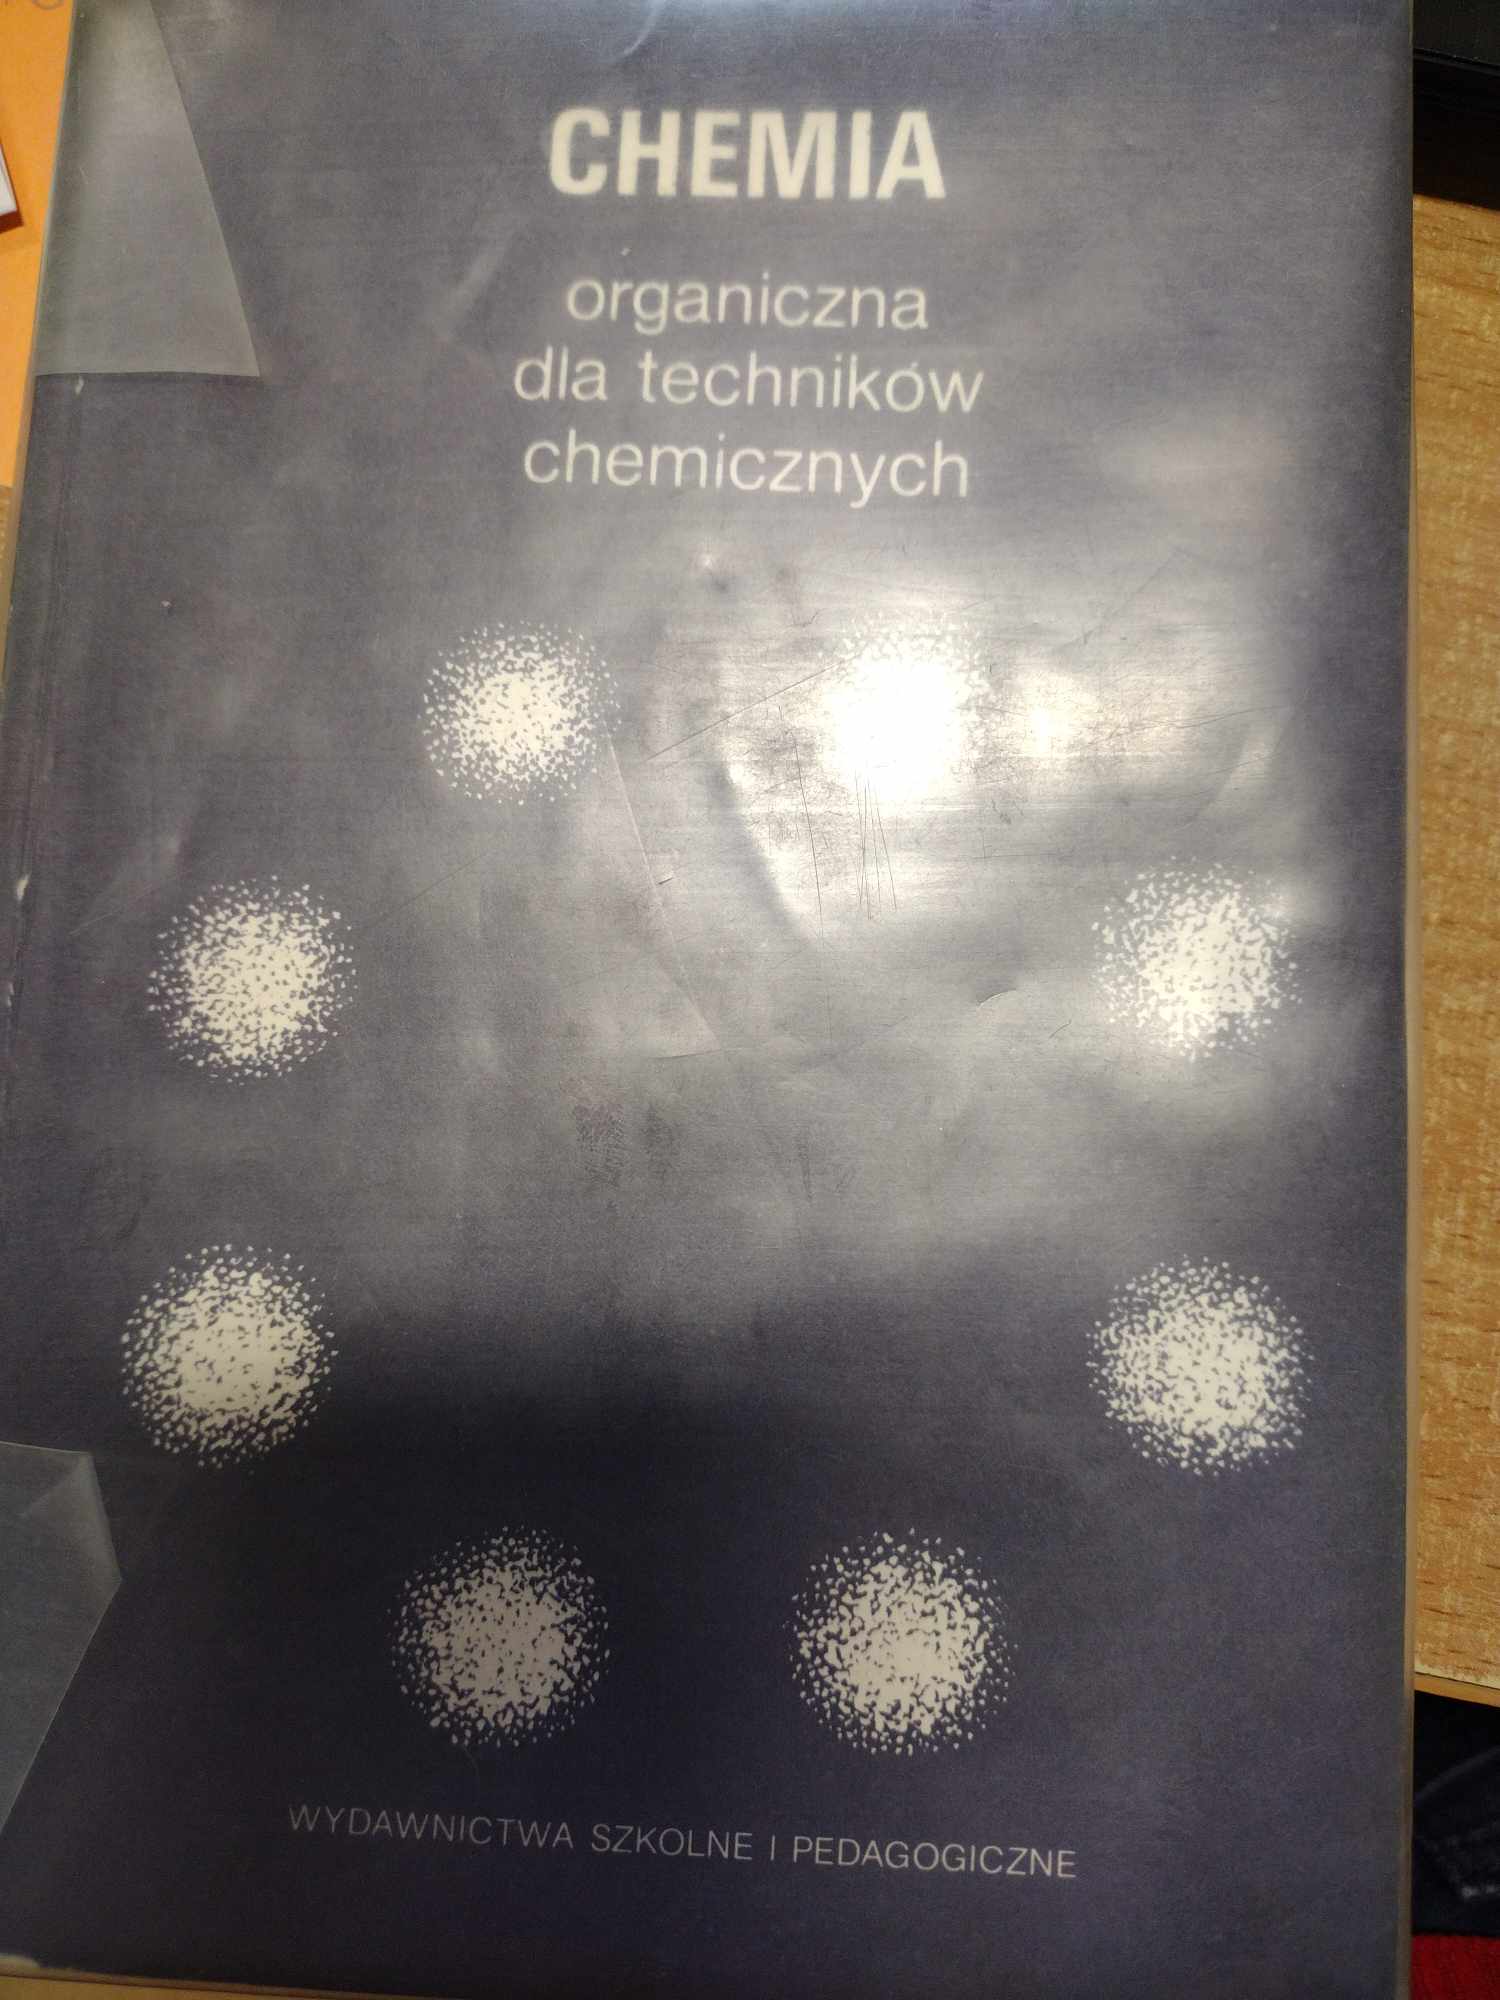 CHEMIA
organiczna
dla techników
chemicznych
WYDAWNICTWA SZKOLNE I PEDAGOGICZNE